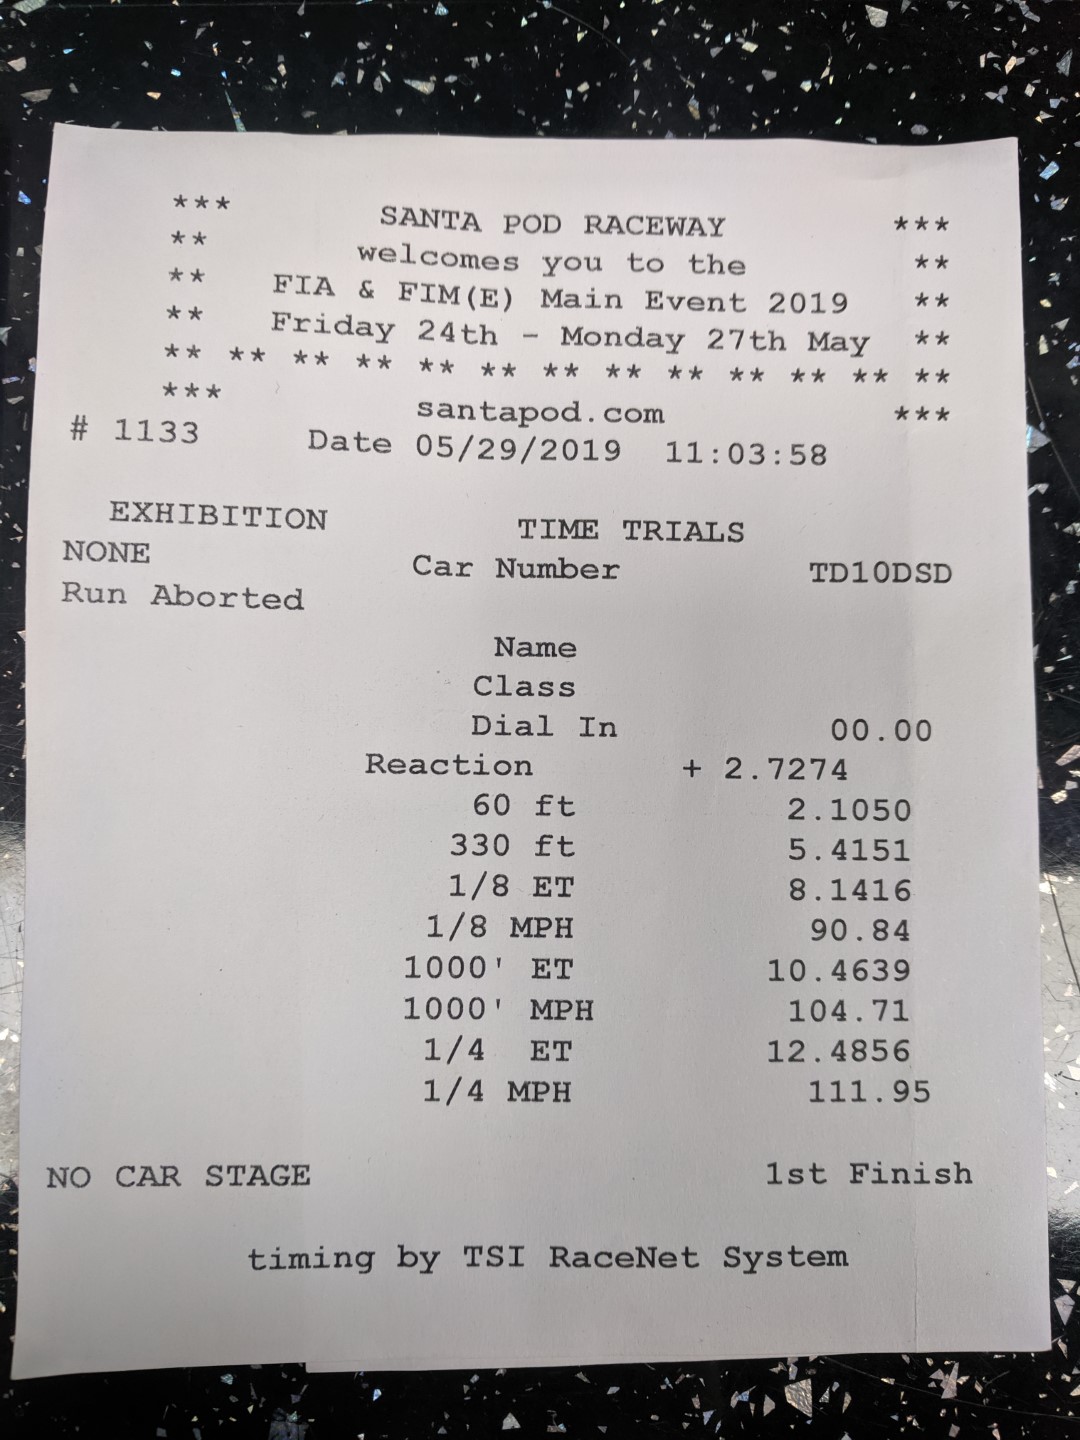 *** SANTA POD RACEWAY ***
** welcomes you to the **
** FIA & FIM(E) Main Event 2019 **
** Friday 24th - Monday 27th May **
** ** ** ** ** ** ** ** ** ** ** ** **
*** santapod.com ***
# 1133 Date 05/29/2019 11:03:58
EXHIBITION TIME TRIALS
NONE Car Number TD10DSD
Run Aborted
Name
Class
Dial In 00.00
Reaction + 2.7274
60 ft 2.1050
330 ft 5.4151
1/8 ET 8.1416
1/8 MPH 90.84
1000' ET 10.4639
1000' MPH 104.71
1/4 ET 12.4856
1/4 MPH 111.95
NO CAR STAGE 1st Finish
timing by TSI RaceNet System